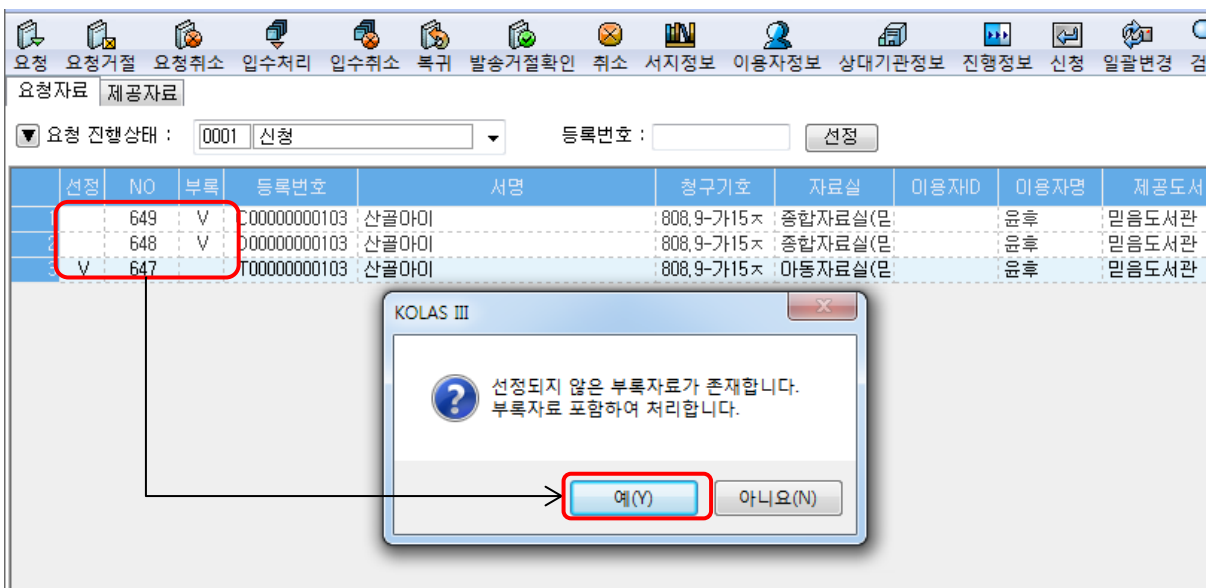 요청 요청거절 요청취소 입수처리 입수취소 복귀 발송거절확인 취소 서지정보 이용자정보 상대기관정보 진행정보 신청 일괄변경 검
요청자료 제공자료
요청 진행상태 : 0001 신청 등록번호 : 선정
선정 NO 부록 등록번호 서명 청구기호 자료실 이용자ID 이용자명 제공도서
1 649 V C00000000103 산골아이 808,9-가15ㅈ 종합자료실(믿 윤후 믿음도서관
2 648 V 00000000103 산골아이 808,9-가15ㅈ 종합자료실(믿 윤후 믿음도서관
3 V 647 T00000000103 산골아이 808,9-가15ㅈ 아동자료실(믿 윤후 믿음도서관
KOLAS III
선정되지 않은 부록자료가 존재합니다.
부록자료 포함하여 처리합니다.
예(Y) 아니요(N)